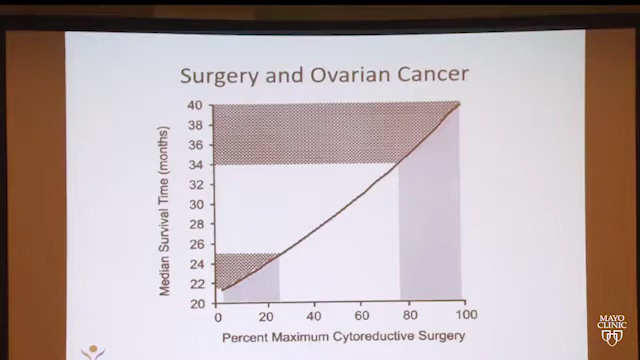 Surgery and Ovarian Cancer
Median Survival Time (months)
40
38
36
34
32
30
28
26
24
22
20
0 20 40 60 80 100
Percent Maximum Cytoreductive Surgery
MAYO
CLINIC